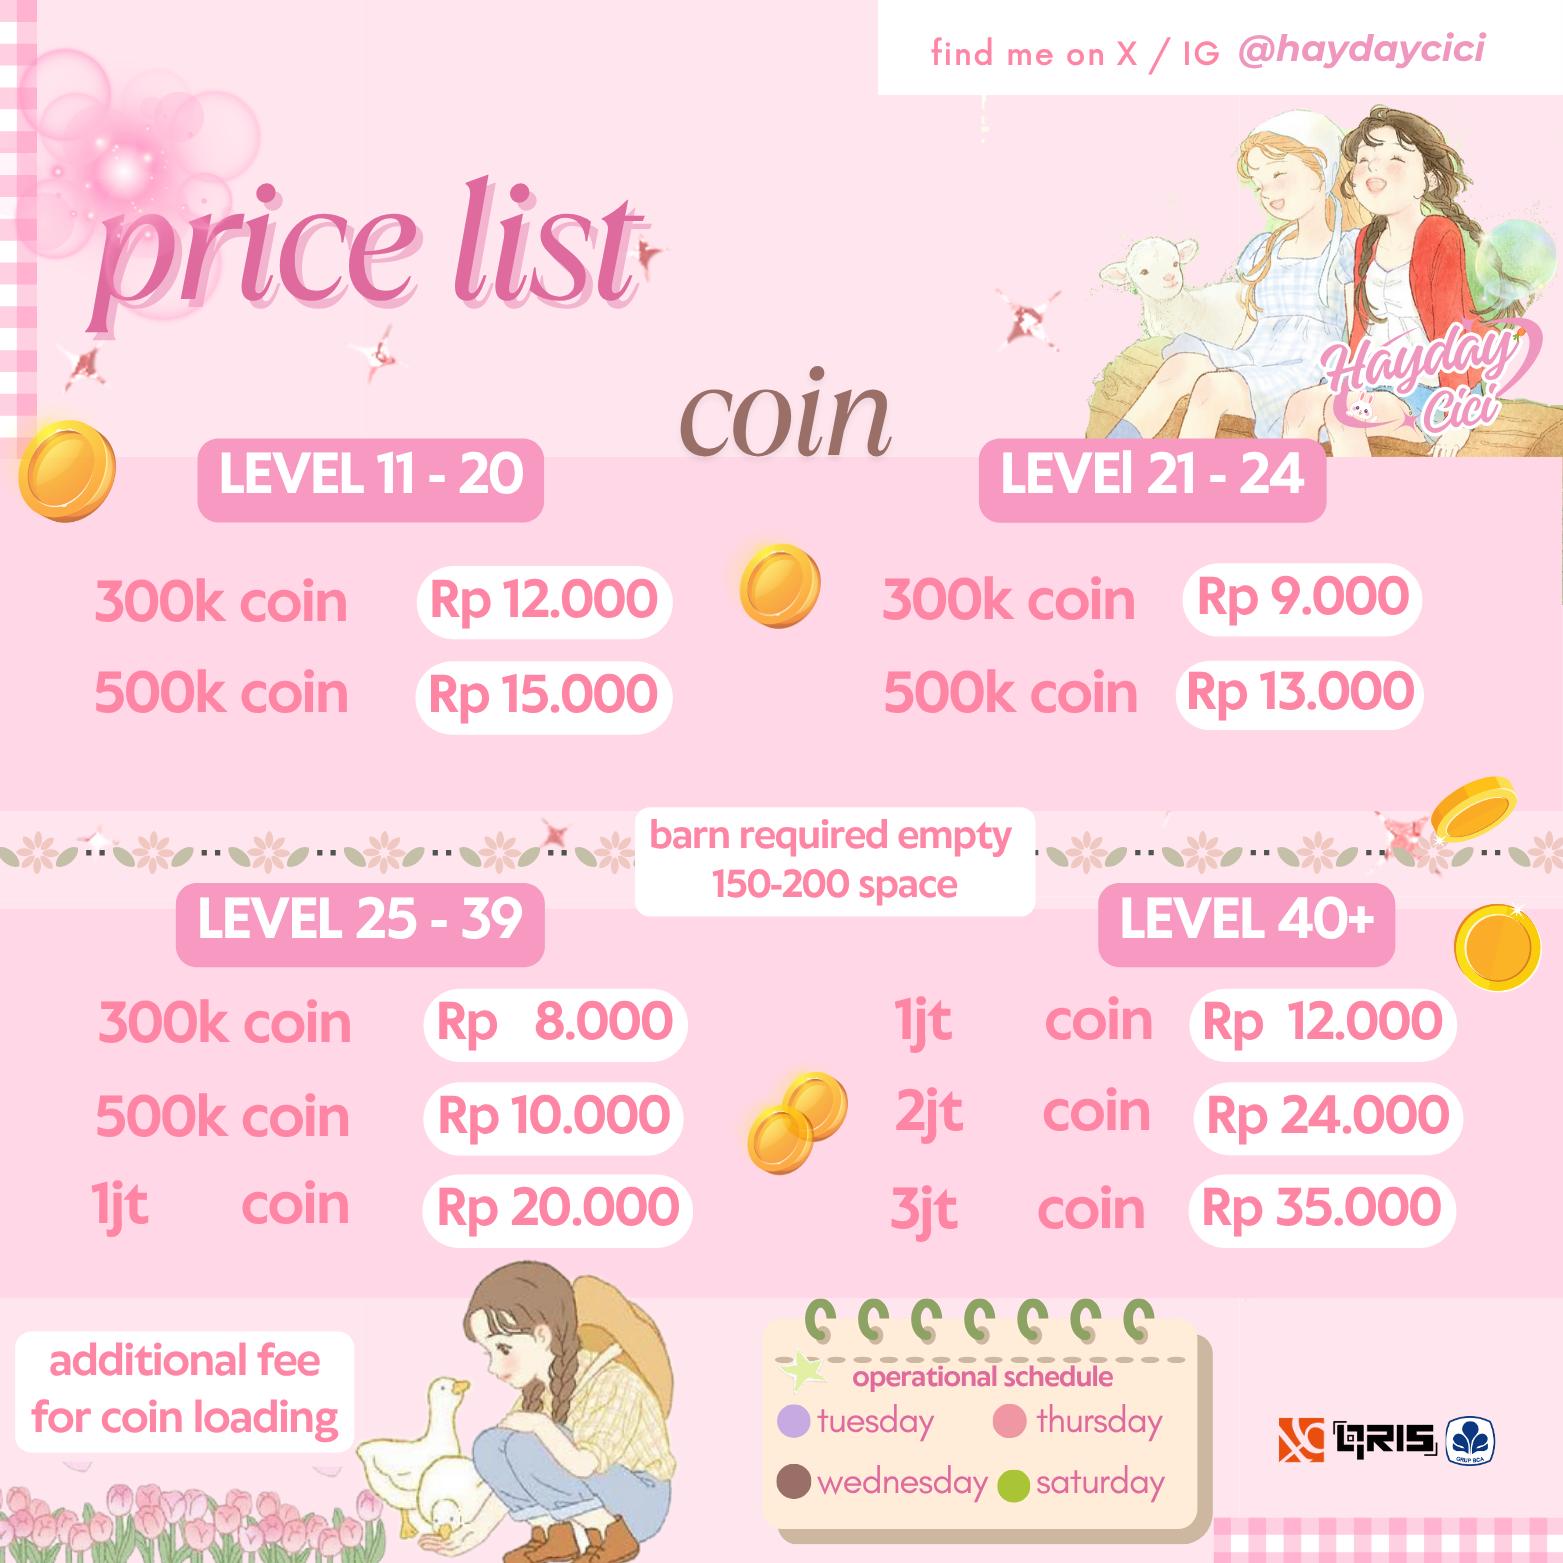 find me on X / IG @haydaycici
price list
Hayday
Cici
coin
LEVEL 11 - 20
300k coin Rp 12.000
500k coin Rp 15.000
LEVEl 21 - 24
300k coin Rp 9.000
500k coin Rp 13.000
barn required empty
150-200 space
LEVEL 25 - 39
300k coin Rp 8.000
500k coin Rp 10.000
1jt coin Rp 20.000
LEVEL 40+
1jt coin Rp 12.000
2jt coin Rp 24.000
3jt coin Rp 35.000
additional fee
for coin loading
operational schedule
tuesday thursday
wednesday saturday
QRIS
GRUP BCA